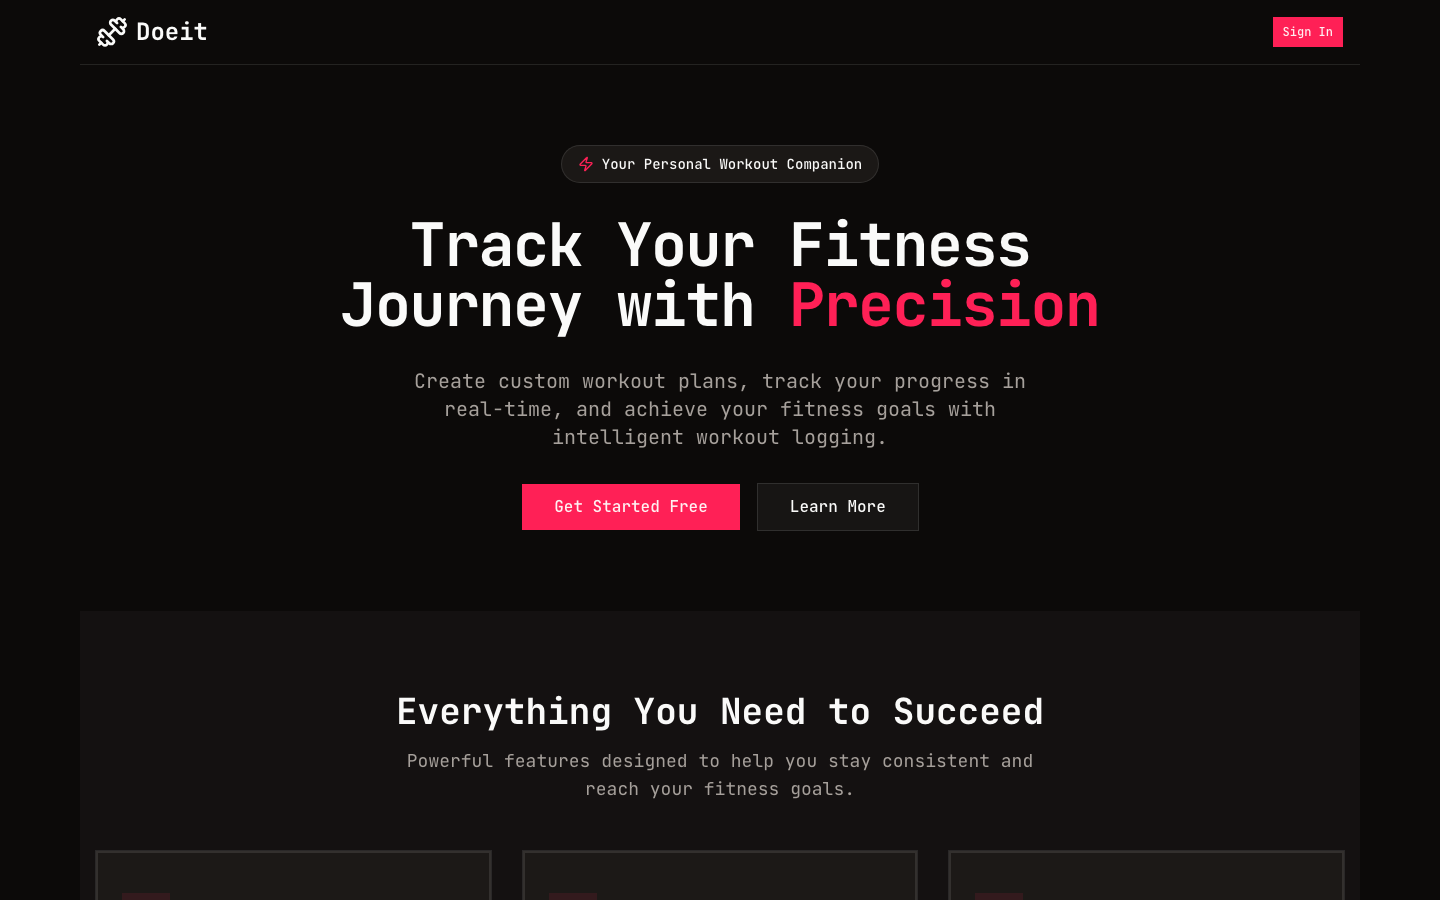 Doeit
Sign In
Your Personal Workout Companion
Track Your Fitness
Journey with Precision
Create custom workout plans, track your progress in
real-time, and achieve your fitness goals with
intelligent workout logging.
Get Started Free
Learn More
Everything You Need to Succeed
Powerful features designed to help you stay consistent and
reach your fitness goals.